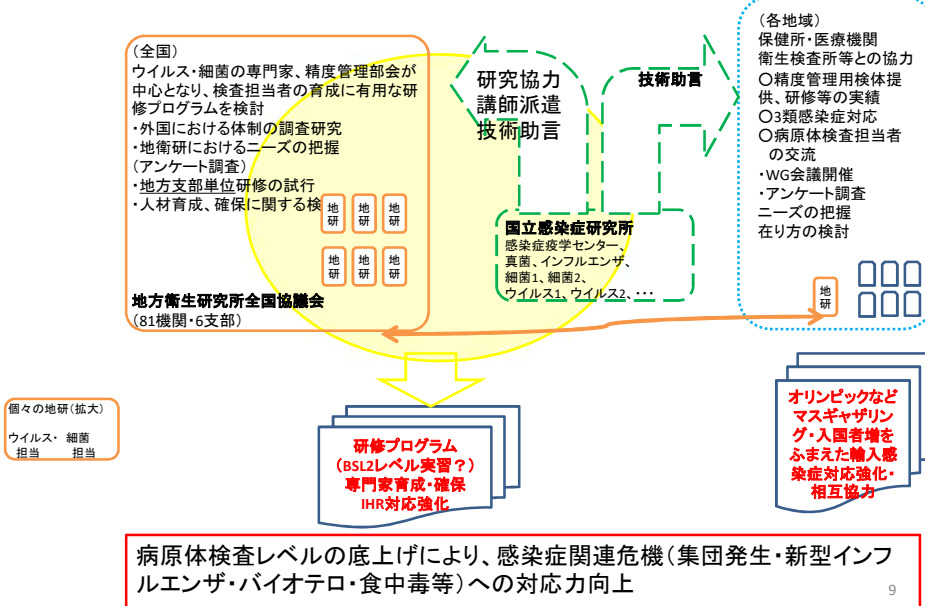 (全国)
ウイルス・細菌の専門家、精度管理部会が
中心となり、検査担当者の育成に有用な研
修プログラムを検討
・外国における体制の調査研究
・地衛研におけるニーズの把握
(アンケート調査)
・地方支部単位研修の試行
・人材育成、確保に関する検
地研
地研
地研
地研
地研
地研
地方衛生研究所全国協議会
(81機関・6支部)
研究協力
講師派遣
技術助言
技術助言
国立感染症研究所
感染症疫学センター、
真菌、インフルエンザ、
細菌1、細菌2、
ウイルス1、ウイルス2、・・・
(各地域)
保健所・医療機関
衛生検査所等との協力
〇精度管理用検体提
供、研修等の実績
〇3類感染症対応
〇病原体検査担当者
の交流
・WG会議開催
・アンケート調査
ニーズの把握
在り方の検討
地研
個々の地研(拡大)
ウイルス・ 細菌
担当 担当
研修プログラム
(BSL2レベル実習?)
専門家育成・確保
IHR対応強化
オリンピックなど
マスギャザリン
グ・入国者増を
ふまえた輸入感
染症対応強化・
相互協力
病原体検査レベルの底上げにより、感染症関連危機(集団発生・新型インフ
ルエンザ・バイオテロ・食中毒等)への対応力向上
9